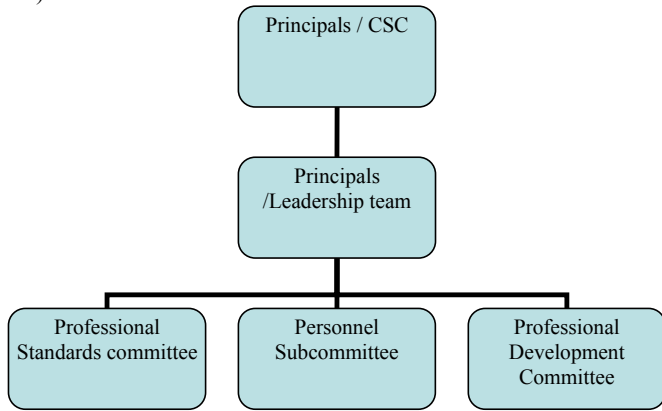 )
Principals / CSC
Principals
/Leadership team
Professional
Standards committee
Personnel
Subcommittee
Professional
Development
Committee